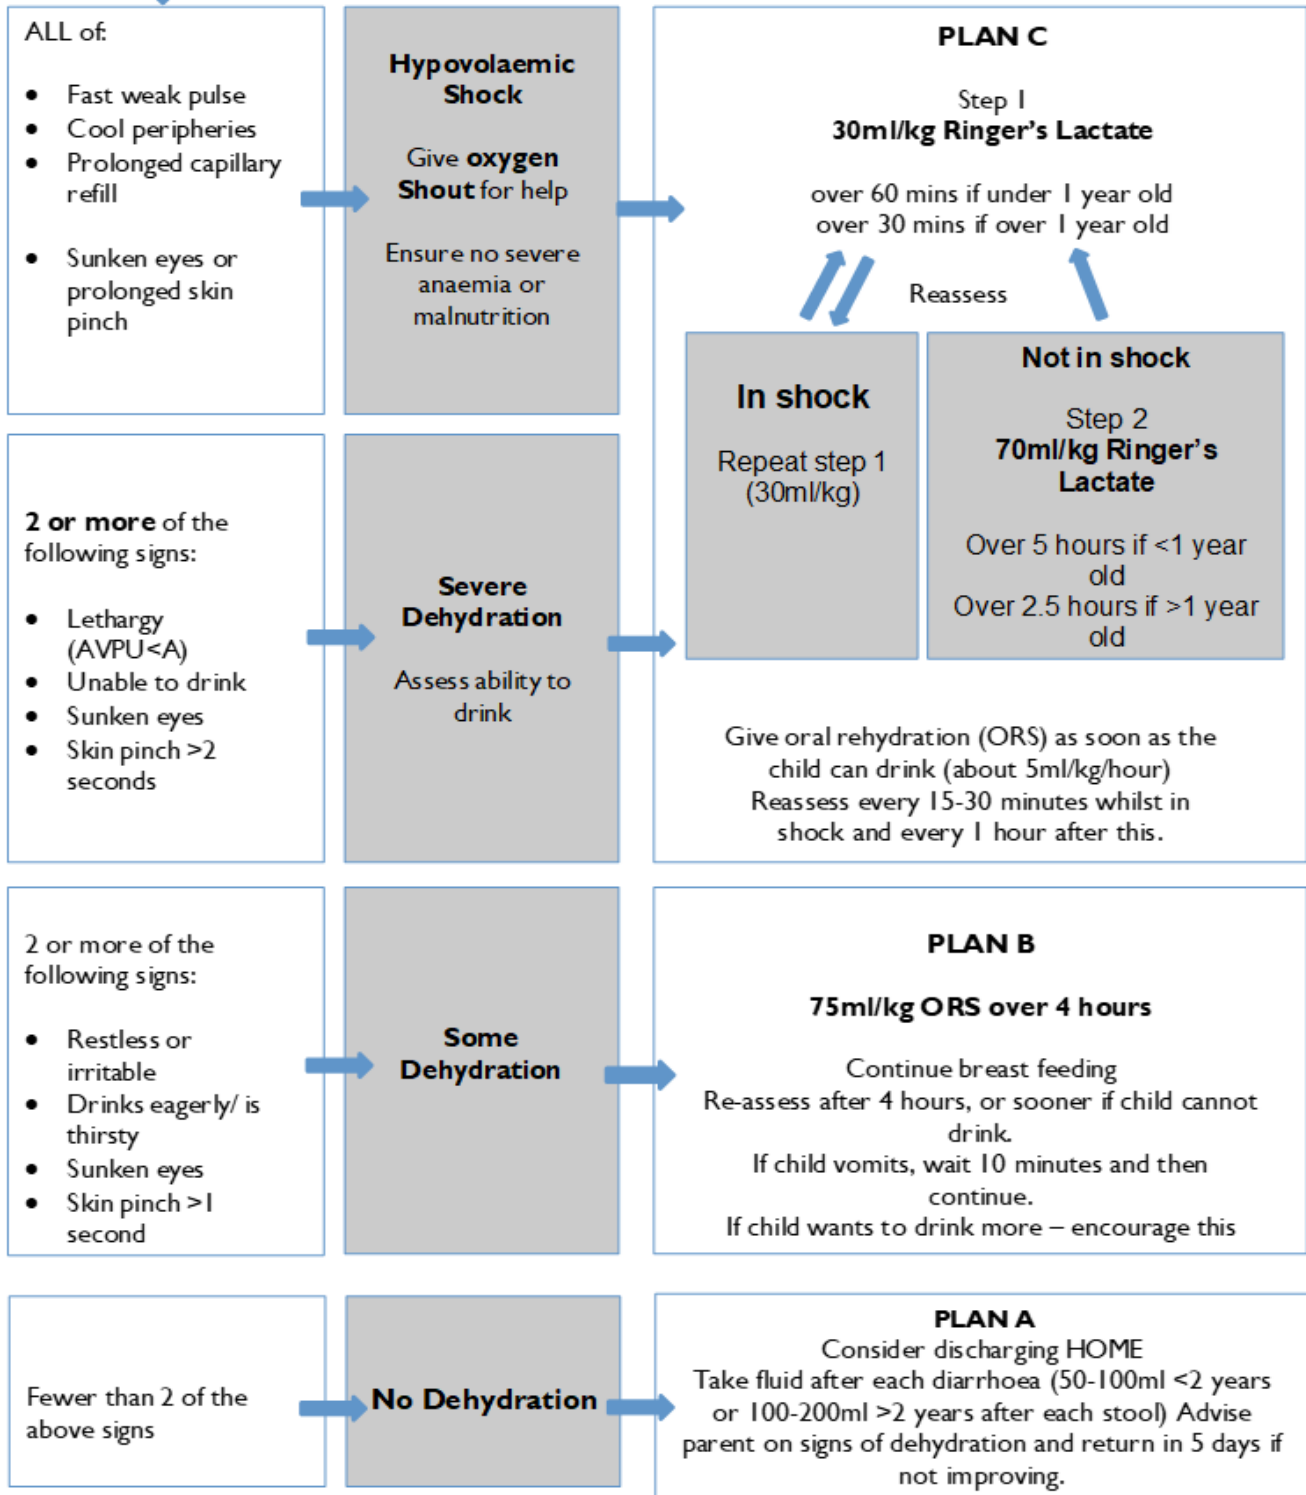 ALL of:
• Fast weak pulse
• Cool peripheries
• Prolonged capillary
refill
• Sunken eyes or
prolonged skin
pinch
Hypovolaemic
Shock
Give oxygen
Shout for help
Ensure no severe
anaemia or
malnutrition
PLAN C
Step 1
30ml/kg Ringer's Lactate
over 60 mins if under 1 year old
over 30 mins if over 1 year old
Reassess
In shock
Repeat step 1
(30ml/kg)
Not in shock
Step 2
70ml/kg Ringer's
Lactate
Over 5 hours if <1 year
old
Over 2.5 hours if >1 year
old
2 or more of the
following signs:
• Lethargy
(AVPU<A)
• Unable to drink
• Sunken eyes
• Skin pinch >2
seconds
Severe
Dehydration
Assess ability to
drink
Give oral rehydration (ORS) as soon as the
child can drink (about 5ml/kg/hour)
Reassess every 15-30 minutes whilst in
shock and every 1 hour after this.
2 or more of the
following signs:
• Restless or
irritable
• Drinks eagerly/ is
thirsty
• Sunken eyes
• Skin pinch >1
second
Some
Dehydration
PLAN B
75ml/kg ORS over 4 hours
Continue breast feeding
Re-assess after 4 hours, or sooner if child cannot
drink.
If child vomits, wait 10 minutes and then
continue.
If child wants to drink more – encourage this
Fewer than 2 of the
above signs
No Dehydration
PLAN A
Consider discharging HOME
Take fluid after each diarrhoea (50-100ml <2 years
or 100-200ml >2 years after each stool) Advise
parent on signs of dehydration and return in 5 days if
not improving.